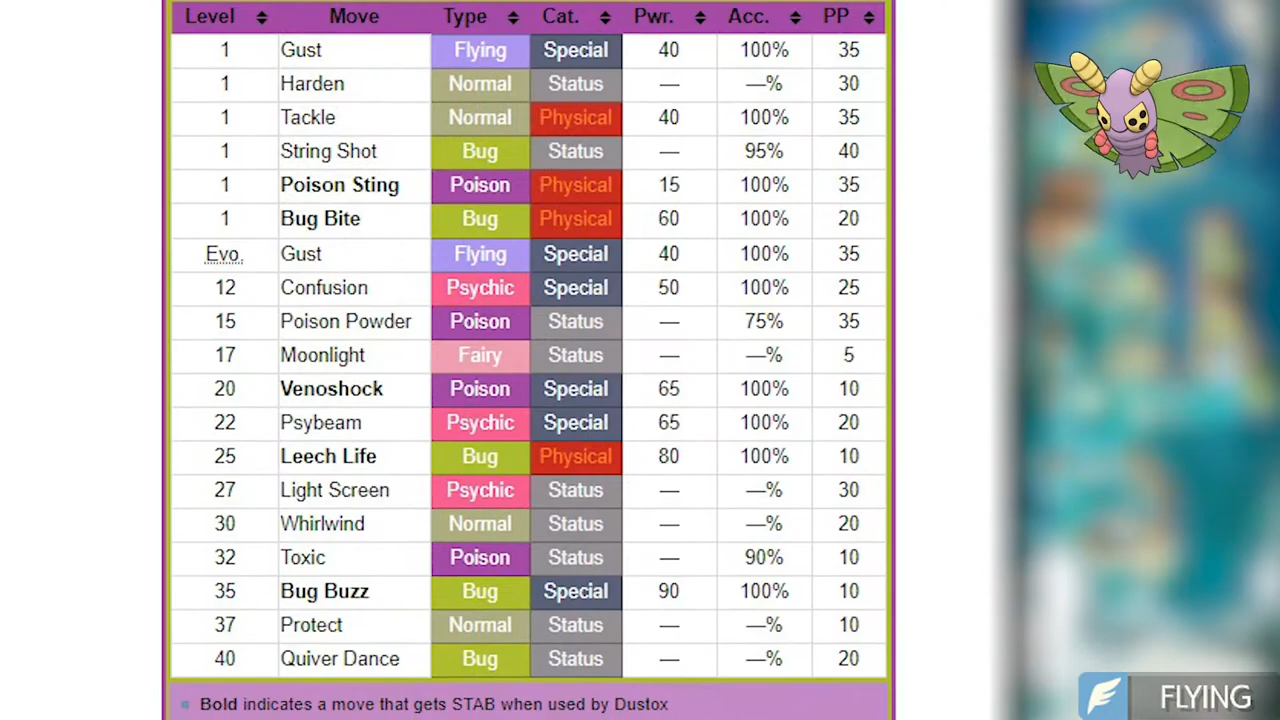 Level Move Type Cat. Pwr. Acc. PP
1 Gust Flying Special 40 100% 35
1 Harden Normal Status — —% 30
1 Tackle Normal Physical 40 100% 35
1 String Shot Bug Status — 95% 40
1 Poison Sting Poison Physical 15 100% 35
1 Bug Bite Bug Physical 60 100% 20
Evo. Gust Flying Special 40 100% 35
12 Confusion Psychic Special 50 100% 25
15 Poison Powder Poison Status — 75% 35
17 Moonlight Fairy Status — —% 5
20 Venoshock Poison Special 65 100% 10
22 Psybeam Psychic Special 65 100% 20
25 Leech Life Bug Physical 80 100% 10
27 Light Screen Psychic Status — —% 30
30 Whirlwind Normal Status — —% 20
32 Toxic Poison Status — 90% 10
35 Bug Buzz Bug Special 90 100% 10
37 Protect Normal Status — —% 10
40 Quiver Dance Bug Status — —% 20
Bold indicates a move that gets STAB when used by Dustox
FLYING